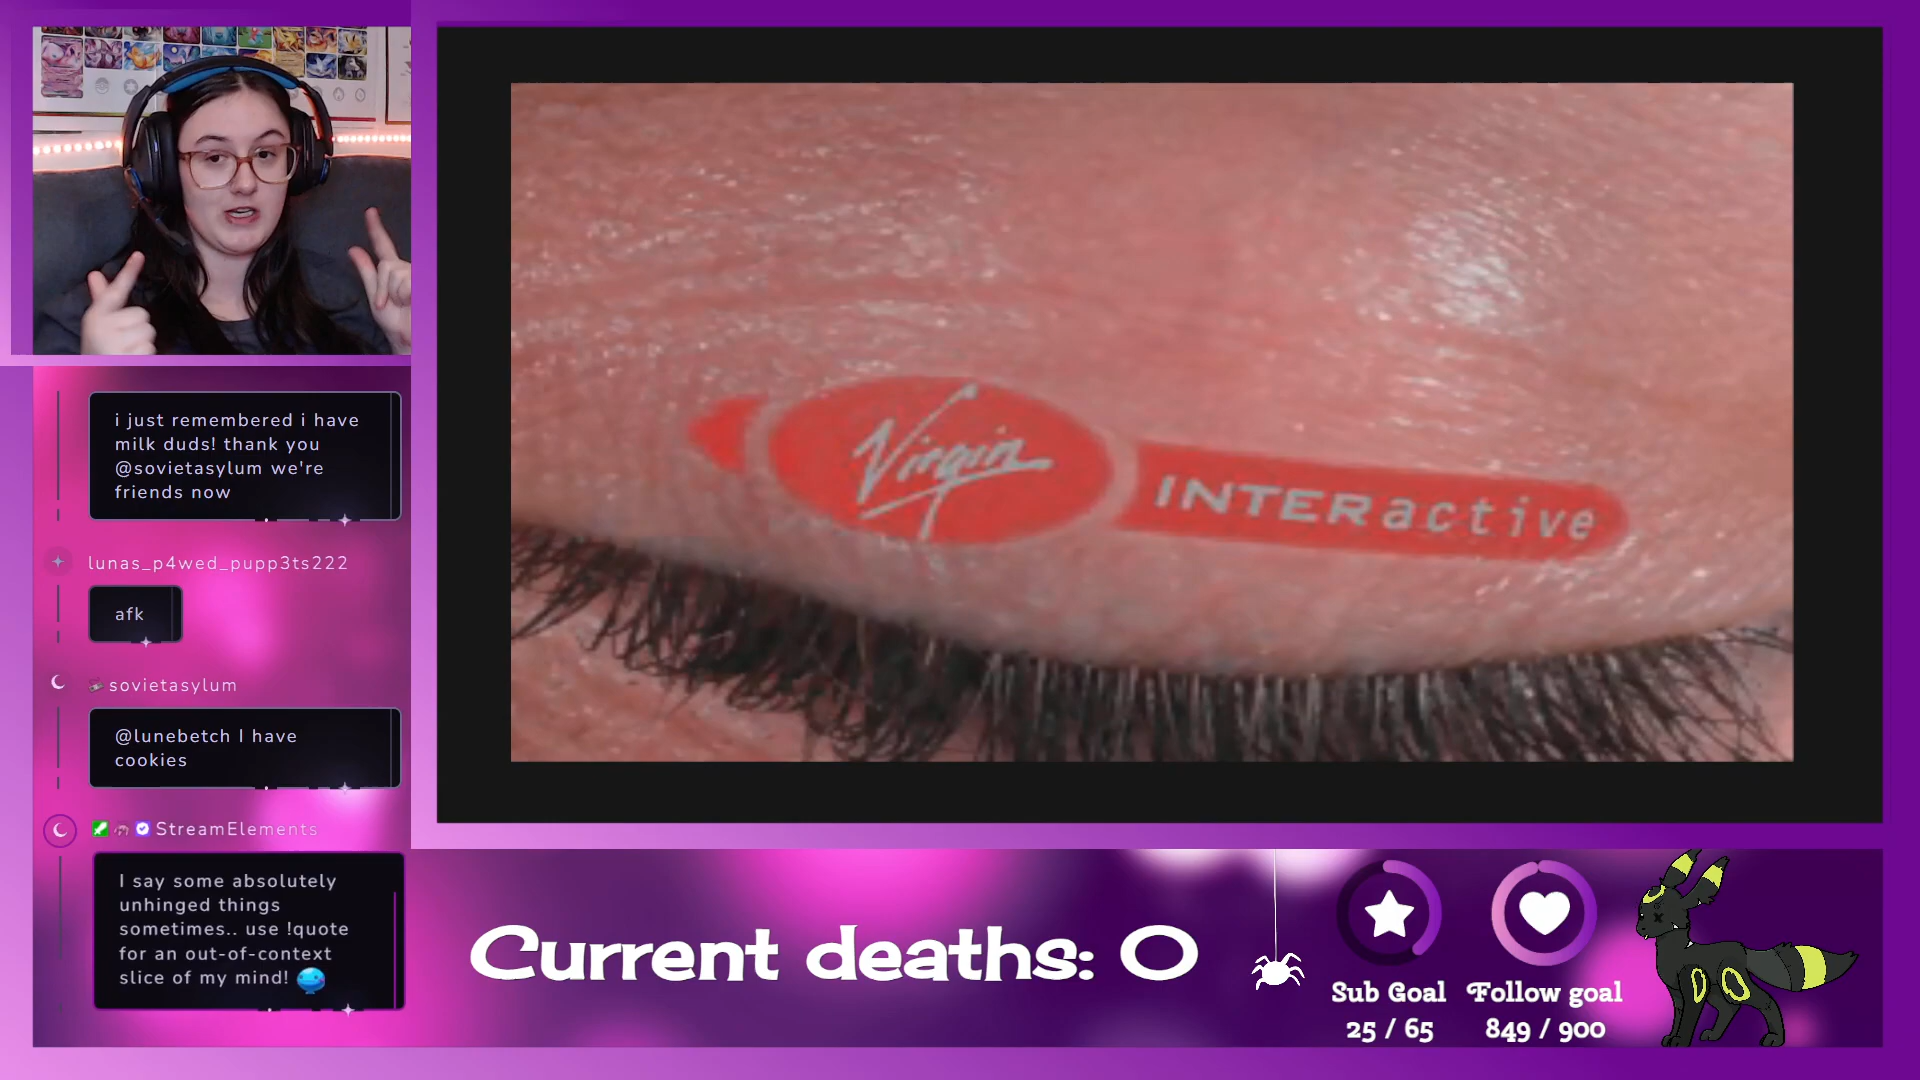 i just remembered i have
milk duds! thank you
@sovietasylum we're
friends now
lunas_p4wed_pupp3ts222
afk
sovietasylum
@lunebetch I have
cookies
StreamElements
I say some absolutely
unhinged things
sometimes.. use !quote
for an out-of-context
slice of my mind!
Virgin INTERactive
Current deaths: 0
Sub Goal
25 / 65
Follow goal
849 / 900